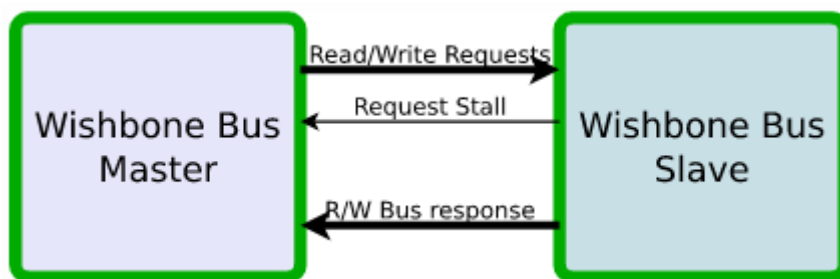 Wishbone Bus
Master
Read/Write Requests
Request Stall
R/W Bus response
Wishbone Bus
Slave